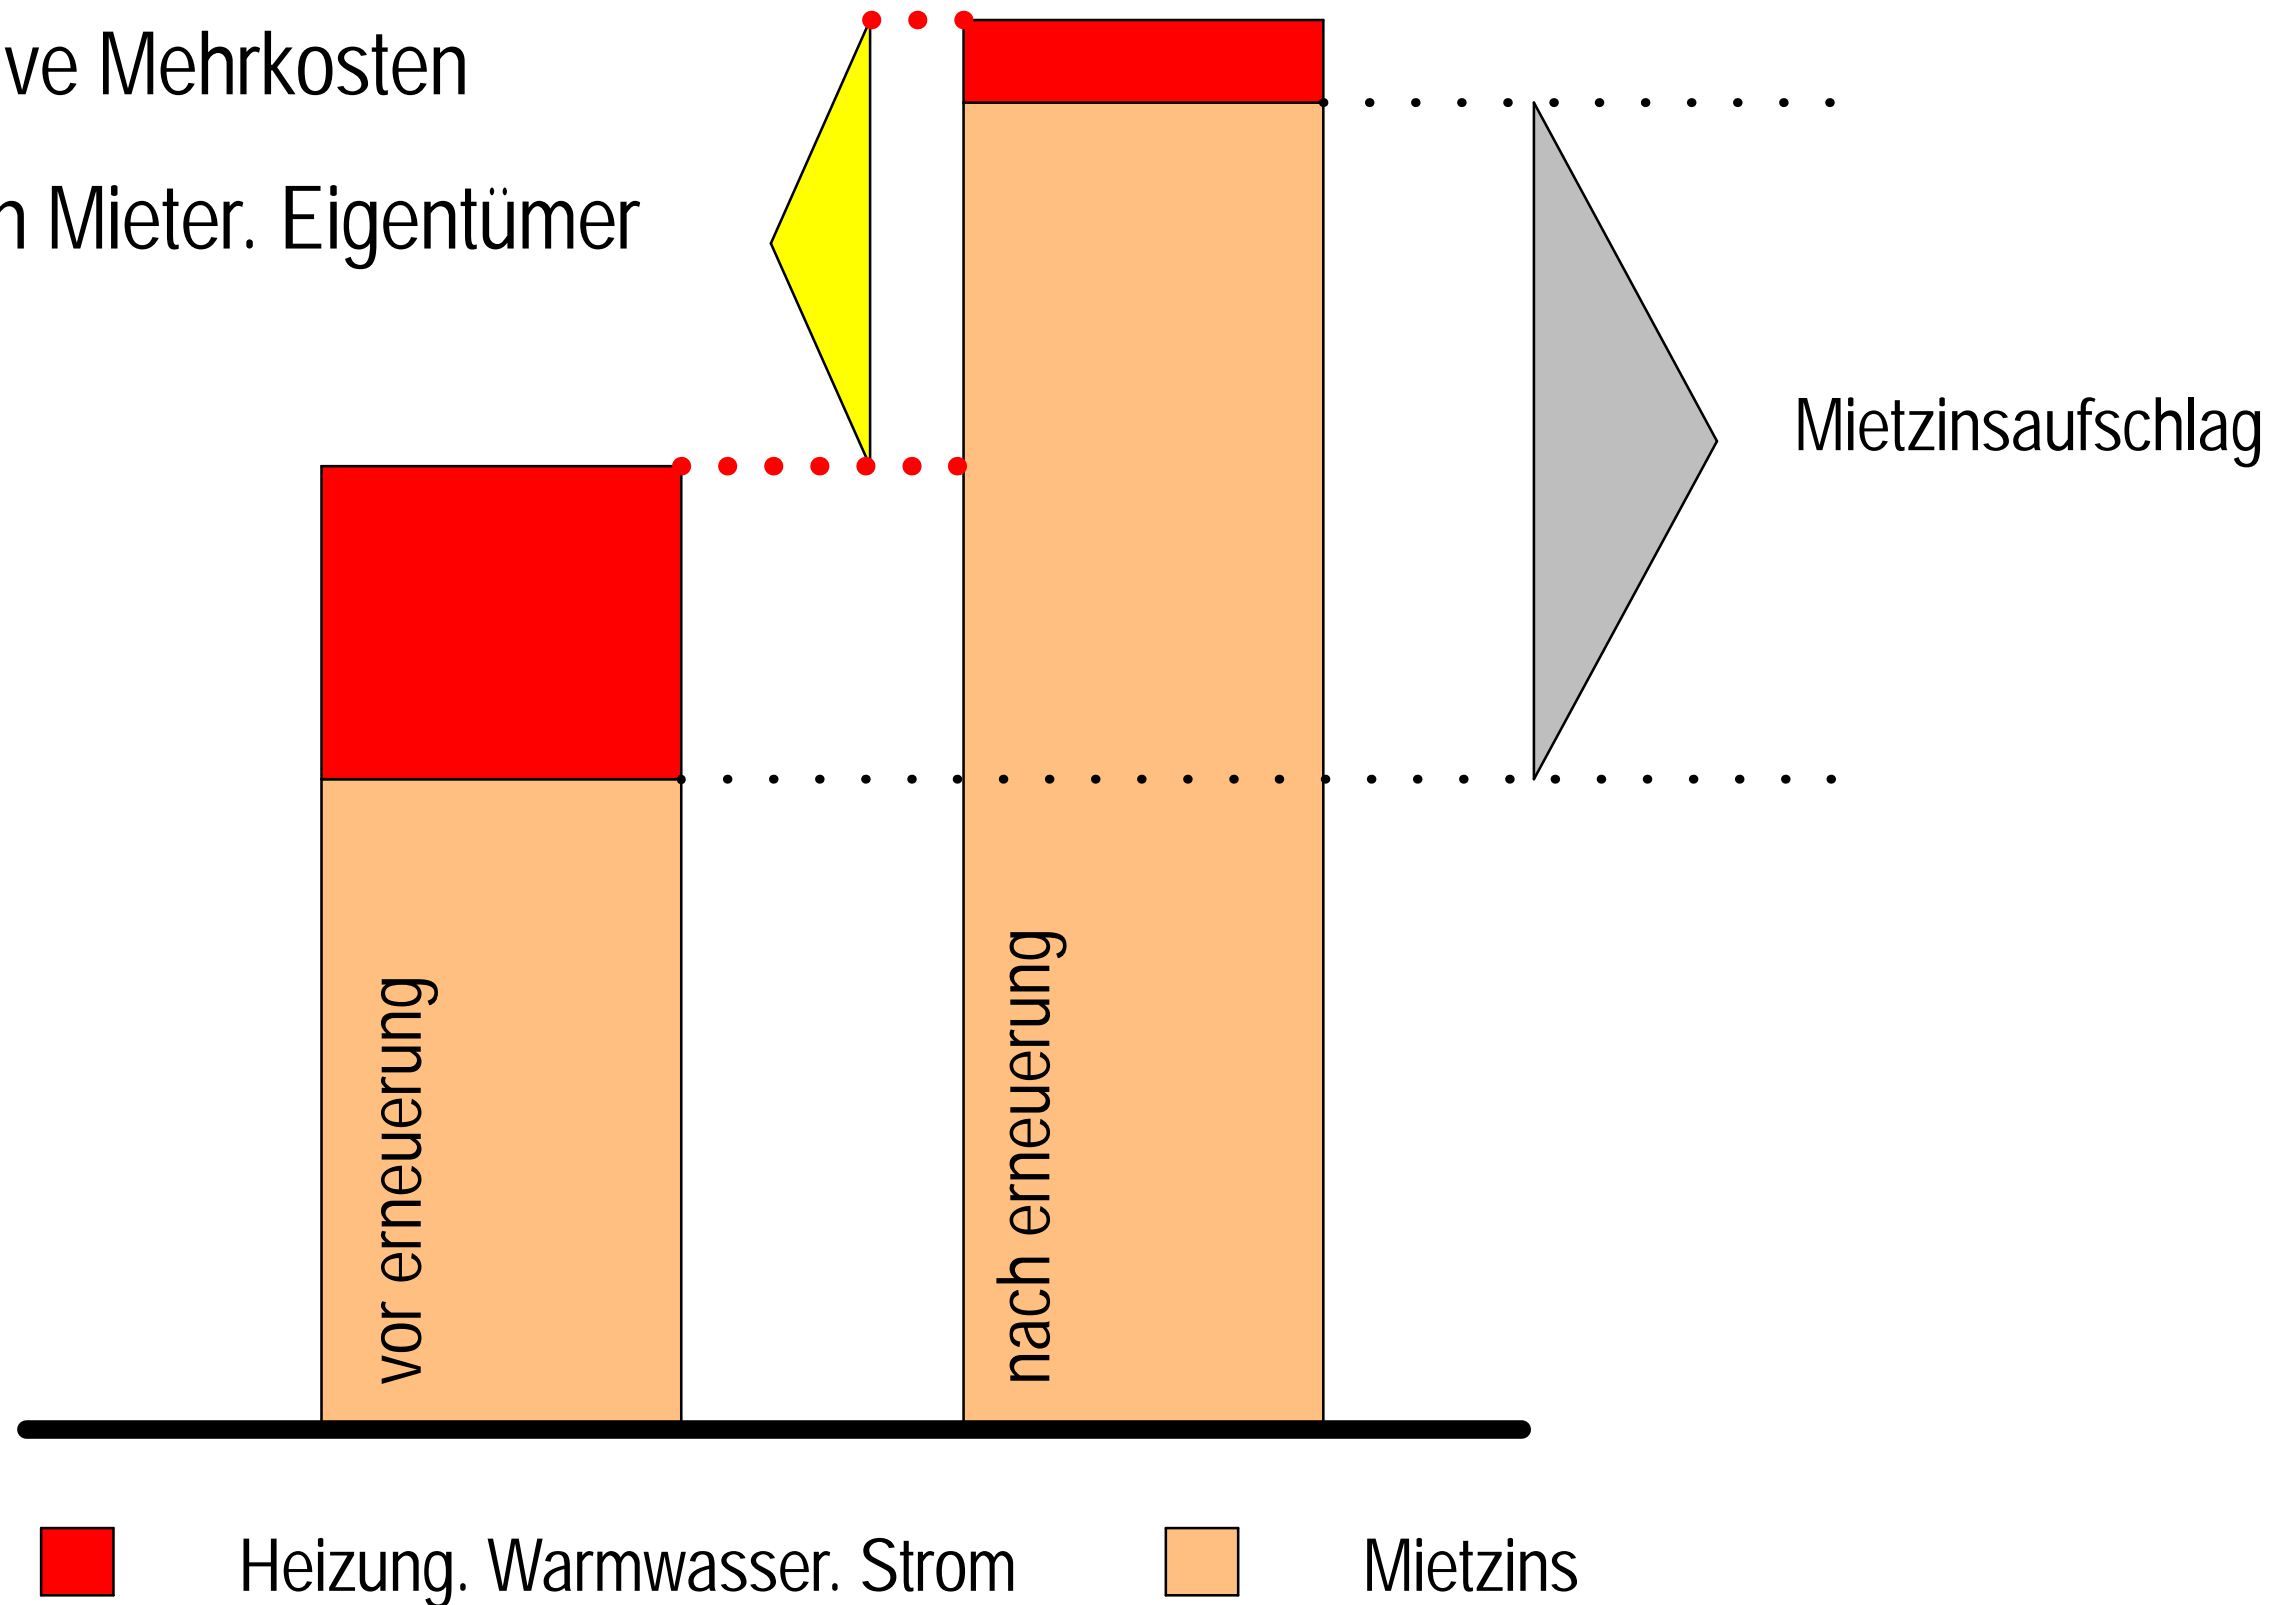 ve Mehrkosten
n Mieter. Eigentümer
Mietzinsaufschlag
vor erneuerung
nach erneuerung
Heizung. Warmwasser. Strom
Mietzins